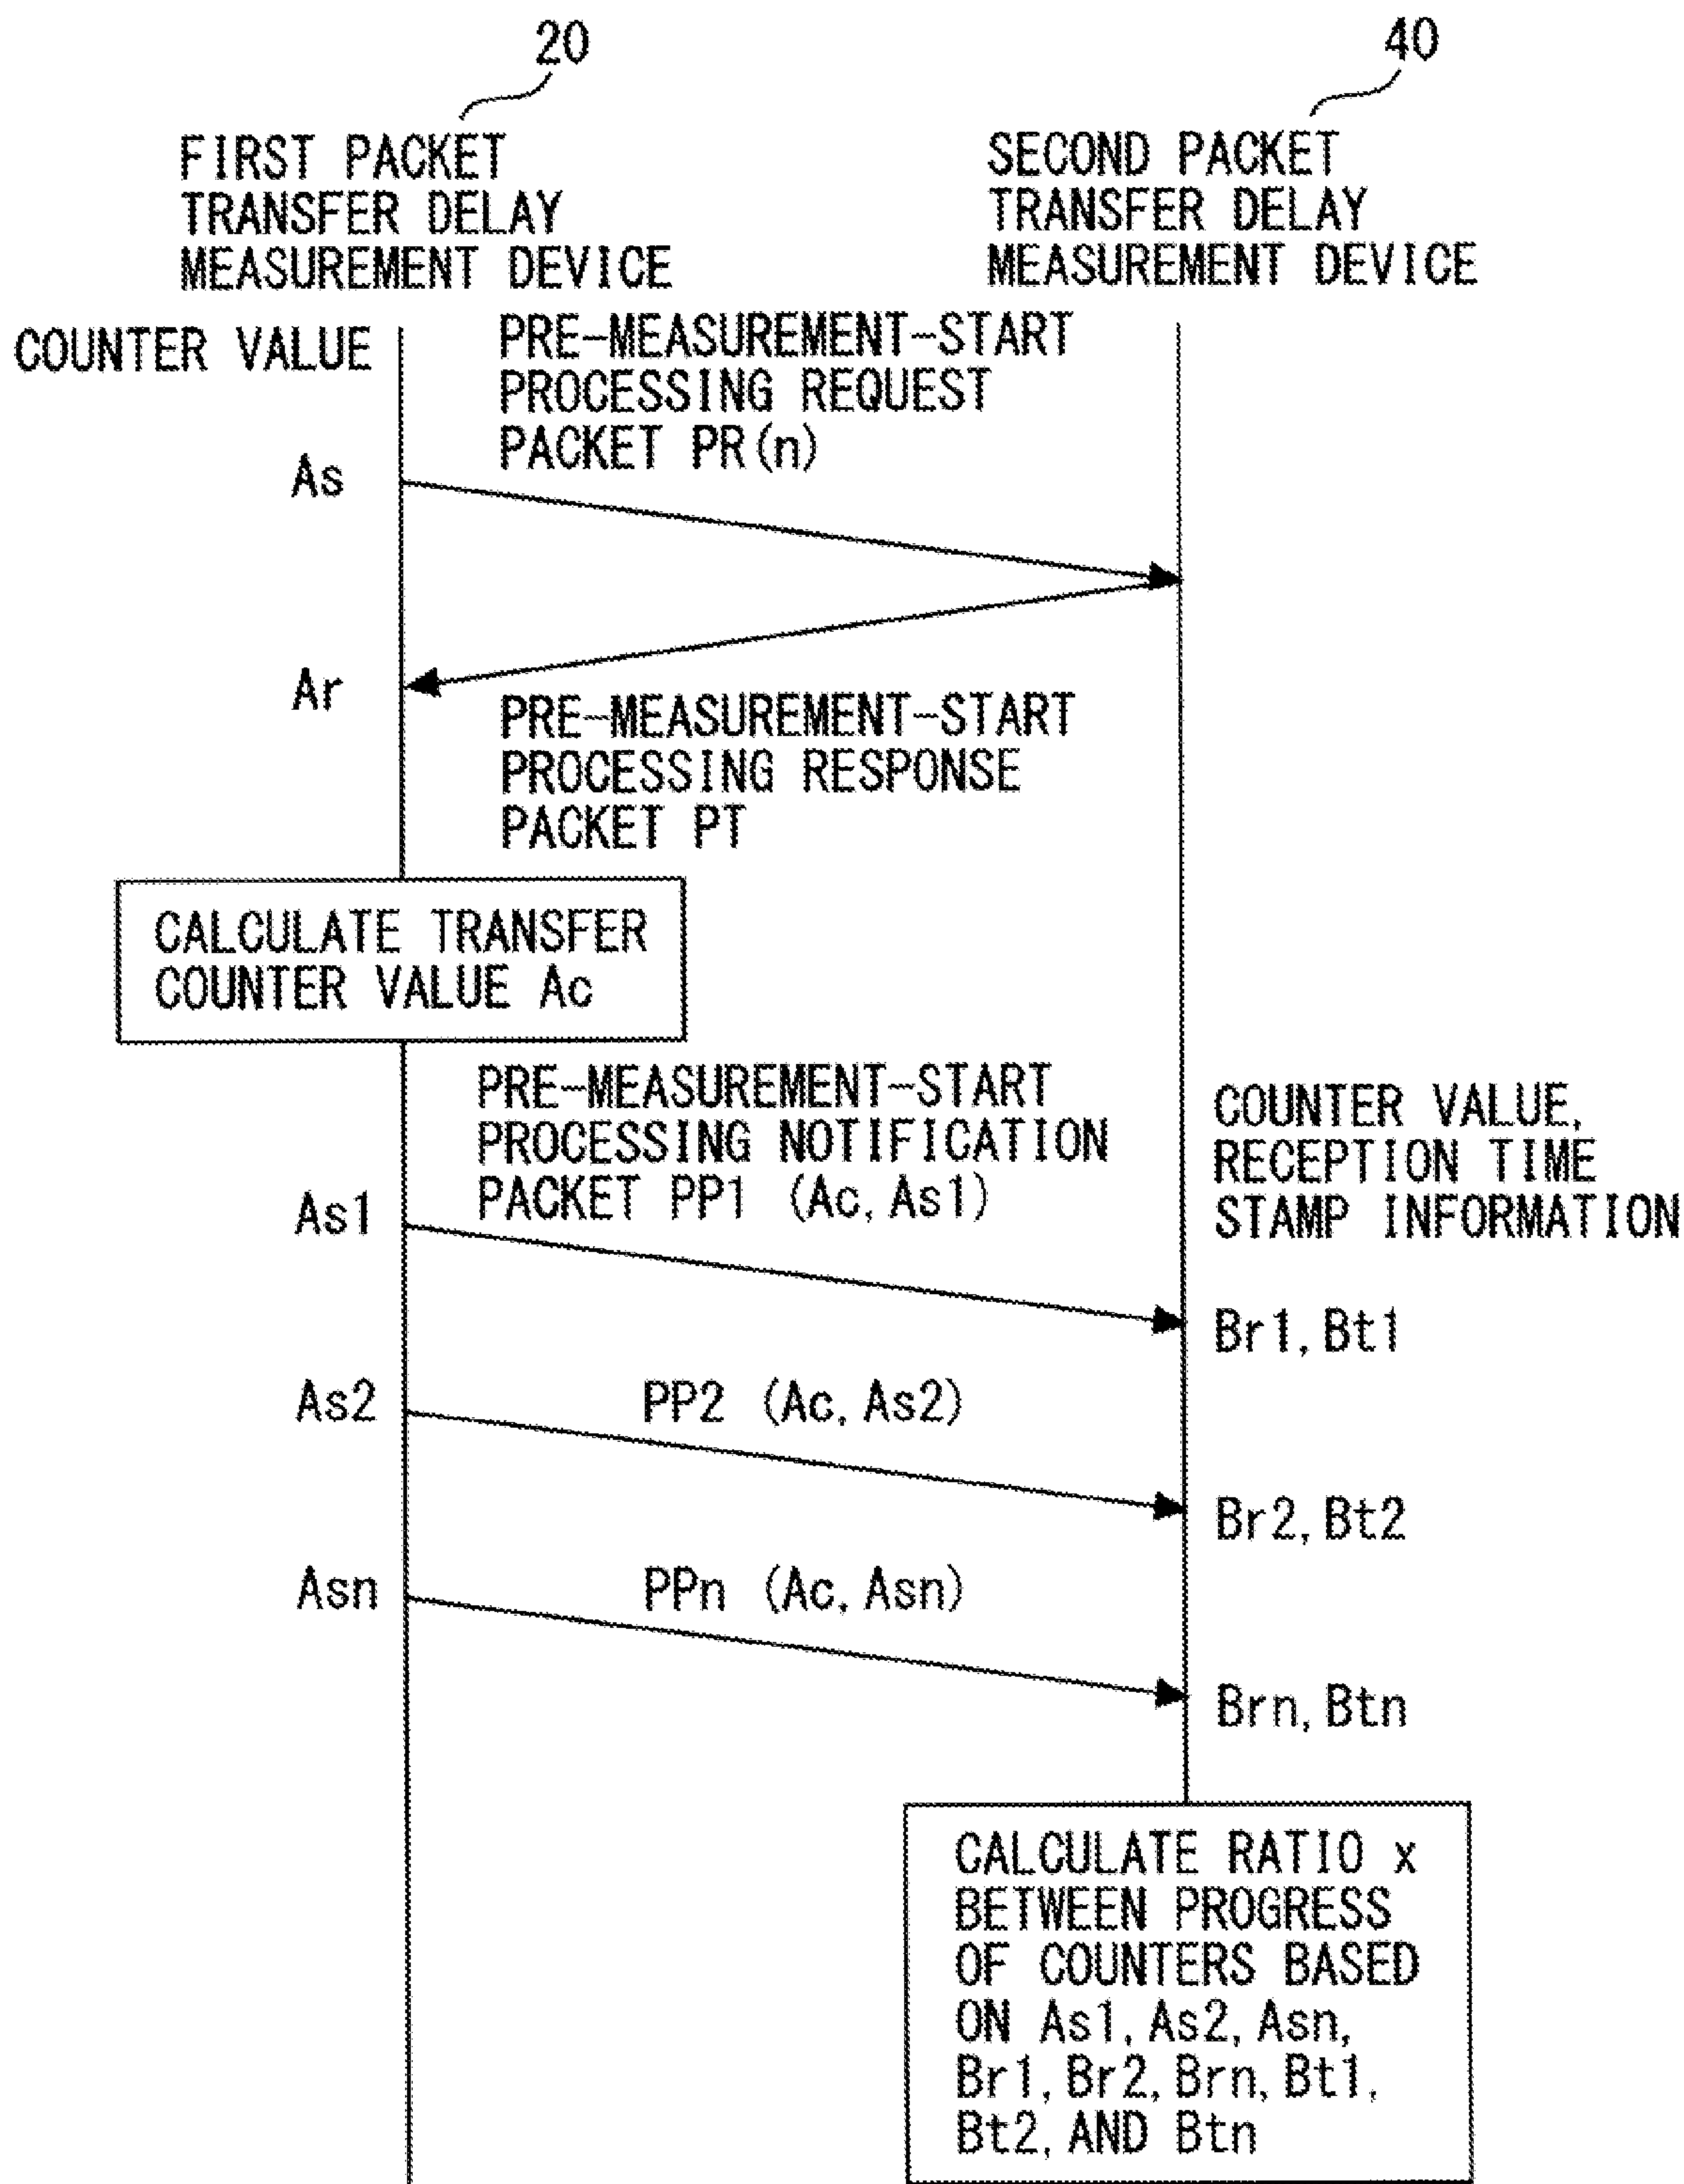 20
40
FIRST PACKET
TRANSFER DELAY
MEASUREMENT DEVICE
SECOND PACKET
TRANSFER DELAY
MEASUREMENT DEVICE
COUNTER VALUE
PRE-MEASUREMENT-START
PROCESSING REQUEST
PACKET PR(n)
As
Ar
PRE-MEASUREMENT-START
PROCESSING RESPONSE
PACKET PT
CALCULATE TRANSFER
COUNTER VALUE Ac
PRE-MEASUREMENT-START
PROCESSING NOTIFICATION
PACKET PP1 (Ac, As1)
COUNTER VALUE,
RECEPTION TIME
STAMP INFORMATION
As1
Br1, Bt1
As2
PP2 (Ac, As2)
Br2, Bt2
Asn
PPn (Ac, Asn)
Brn, Btn
CALCULATE RATIO x
BETWEEN PROGRESS
OF COUNTERS BASED
ON As1, As2, Asn,
Br1, Br2, Brn, Bt1,
Bt2, AND Btn